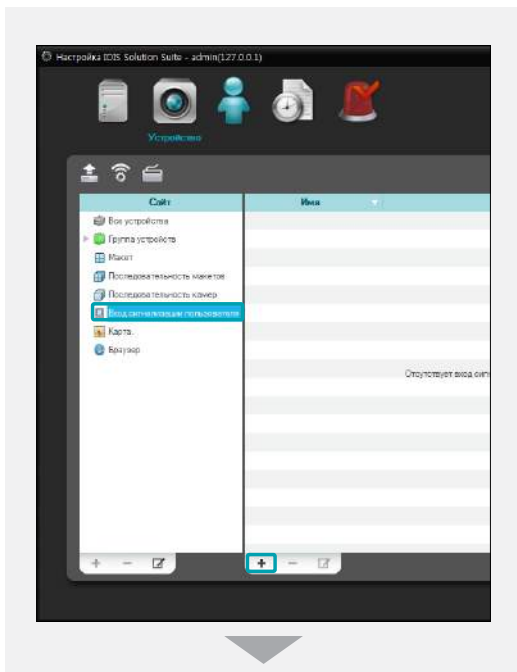 Настройка IDIS Solution Suite - admin(127.0.0.1)
Устройство
Сайт
Имя
Все устройства
Группа устройств
Макет
Последовательность макетов
Последовательность камер
Вход сигнализации пользователя
Карта.
Браузер
Отсутствует вход сигн